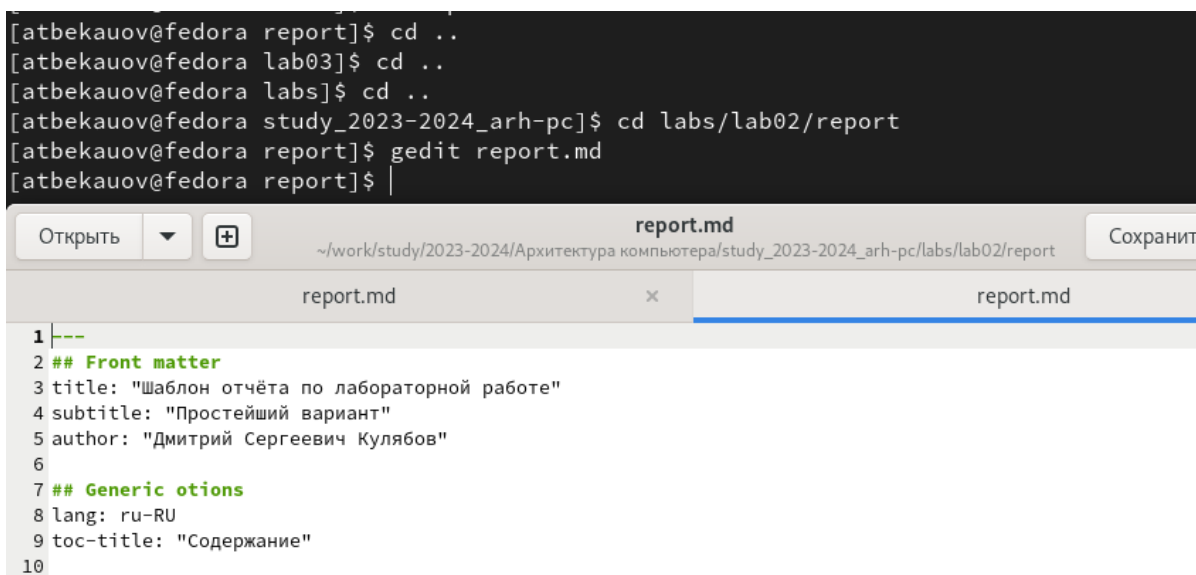 [atbekauov@fedora report]$ cd ..
[atbekauov@fedora lab03]$ cd ..
[atbekauov@fedora labs]$ cd ..
[atbekauov@fedora study_2023-2024_arh-pc]$ cd labs/lab02/report
[atbekauov@fedora report]$ gedit report.md
[atbekauov@fedora report]$
Открыть report.md Сохранит
~/work/study/2023-2024/Архитектура компьютера/study_2023-2024_arh-pc/labs/lab02/report
report.md × report.md
1 ---
2 ## Front matter
3 title: "Шаблон отчёта по лабораторной работе"
4 subtitle: "Простейший вариант"
5 author: "Дмитрий Сергеевич Кулябов"
6
7 ## Generic otions
8 lang: ru-RU
9 toc-title: "Содержание"
10